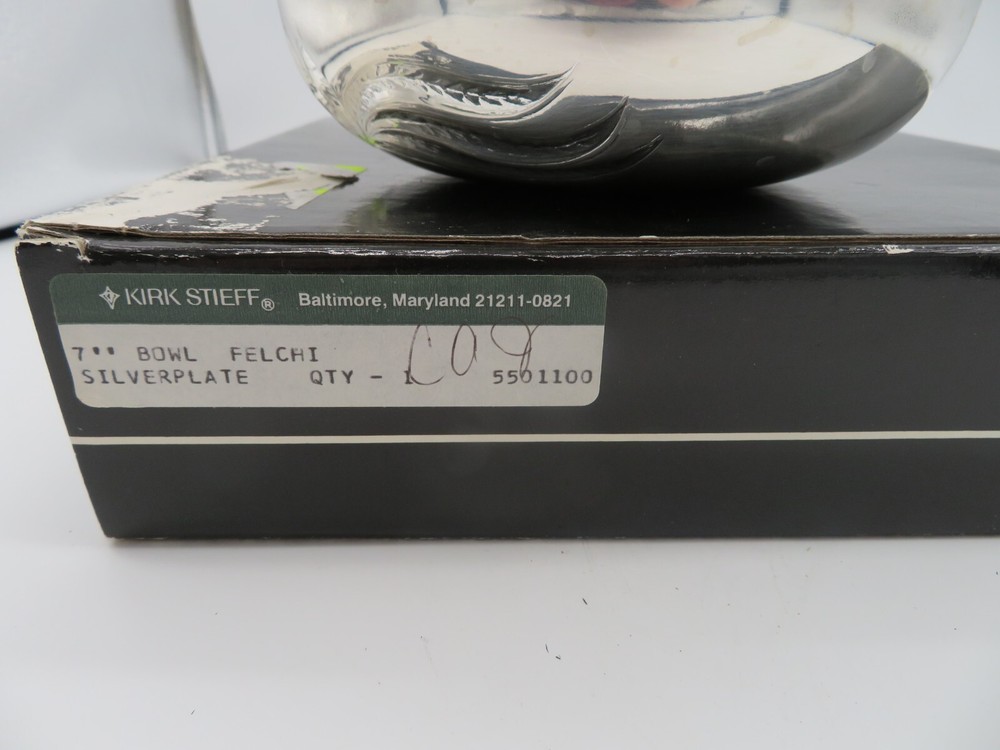 KIRK STIEFF® Baltimore, Maryland 21211-0821
7'' BOWL FELCHI
SILVERPLATE QTY - 1 5501100